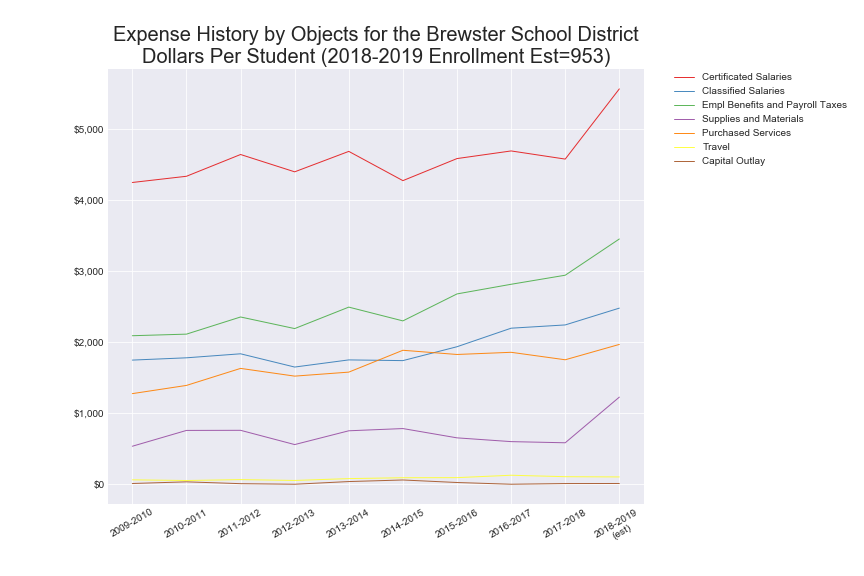 Expense History by Objects for the Brewster School District
Dollars Per Student (2018-2019 Enrollment Est=953)
Certificated Salaries
Classified Salaries
Empl Benefits and Payroll Taxes
Supplies and Materials
Purchased Services
Travel
Capital Outlay
$5,000
$4,000
$3,000
$2,000
$1,000
$0
2009-2010
2010-2011
2011-2012
2012-2013
2013-2014
2014-2015
2015-2016
2016-2017
2017-2018
2018-2019
(est)